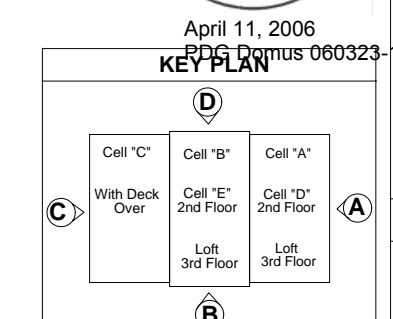 April 11, 2006
PDG Domus 060323-1
KEY PLAN
D
Cell "C"
Cell "B"
Cell "A"
With Deck
Over
Cell "E"
2nd Floor
Cell "D"
2nd Floor
C
A
Loft
3rd Floor
Loft
3rd Floor
B